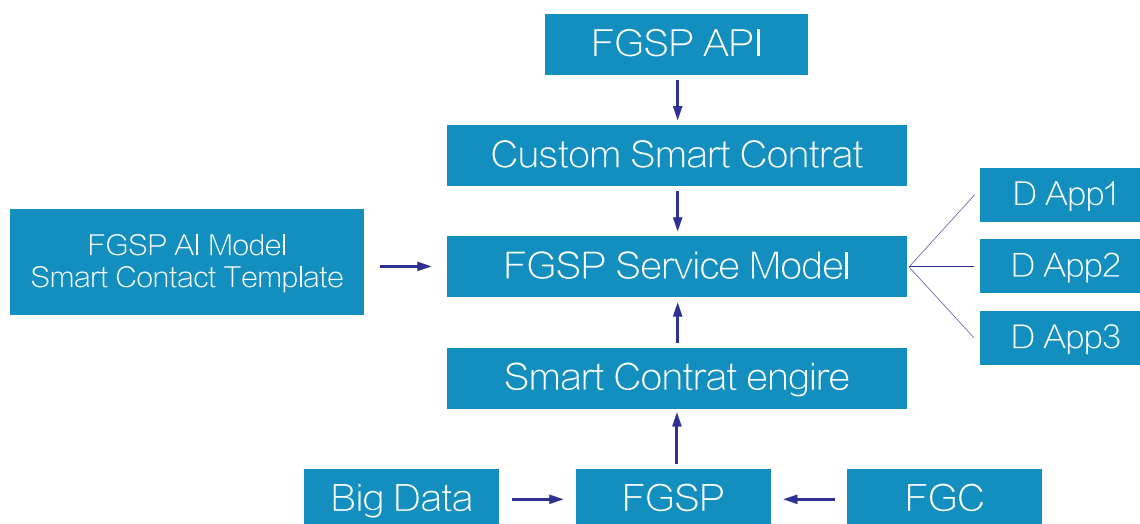 FGSP API
Custom Smart Contrat
D App1
FGSP AI Model
Smart Contact Template
FGSP Service Model
D App2
D App3
Smart Contrat engire
Big Data
FGSP
FGC